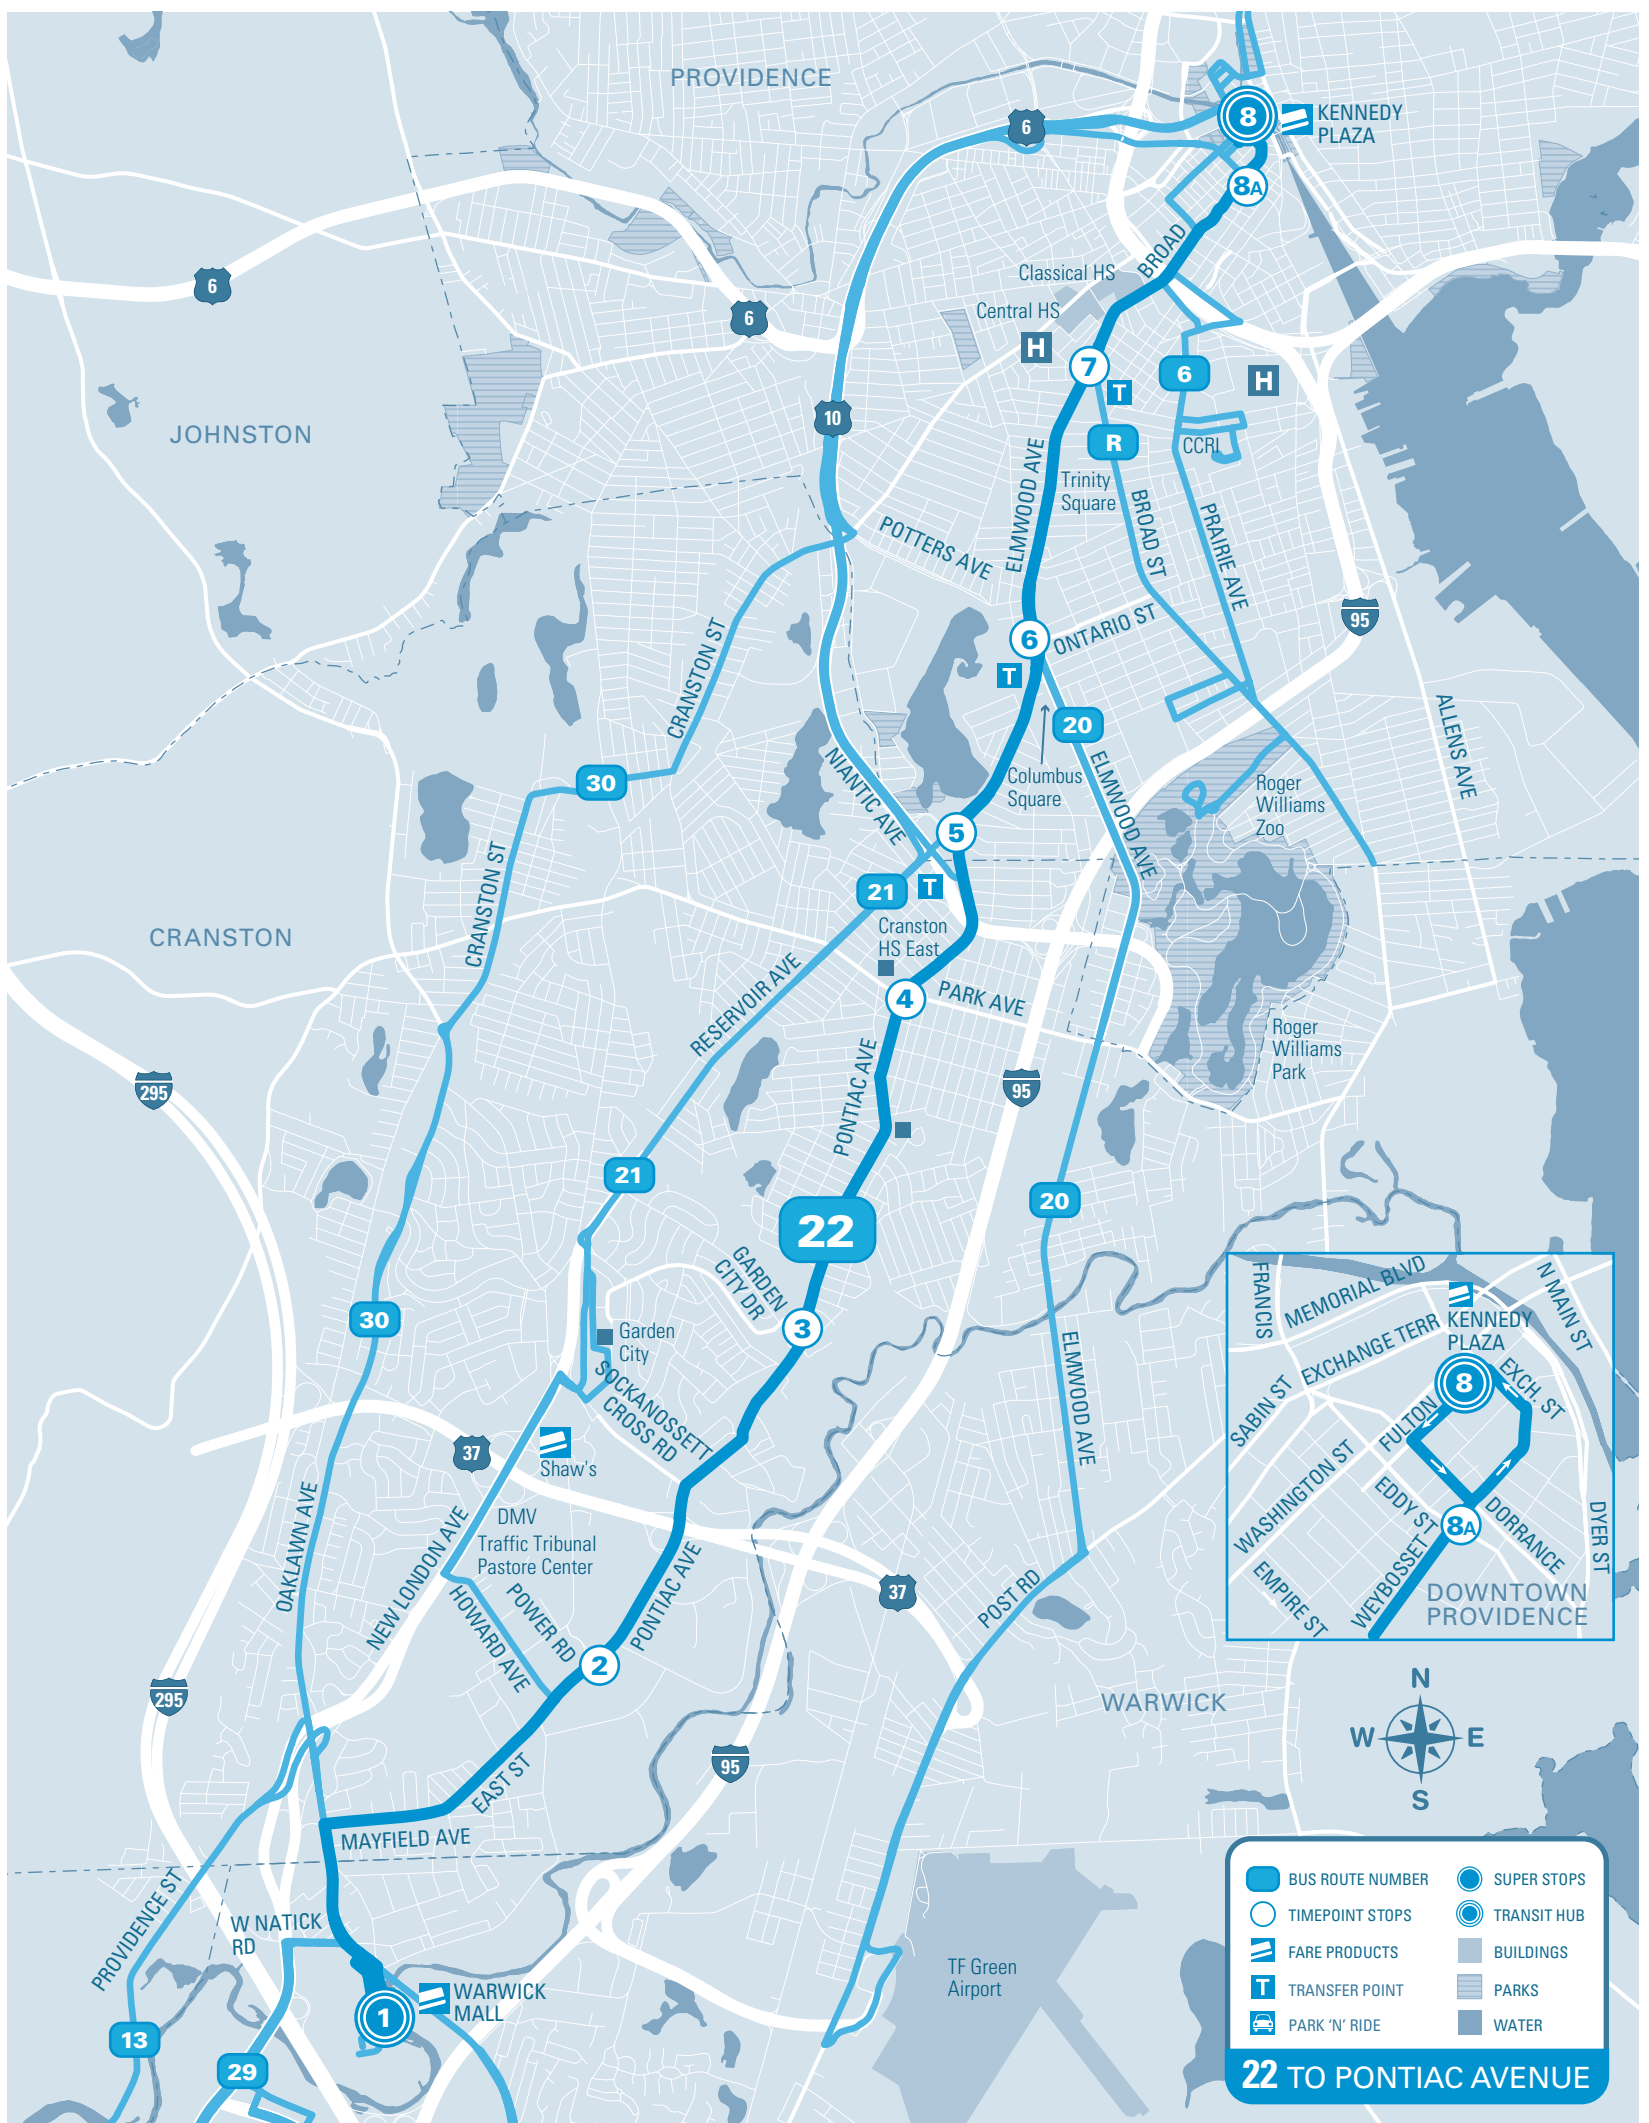 PROVIDENCE
6
8
KENNEDY
PLAZA
8A
BROAD
6
6
Classical HS
Central HS
H
7
T
6
H
10
R
CCRI
JOHNSTON
ELMWOOD AVE
Trinity
Square
BROAD ST
PRAIRIE AVE
POTTERS AVE
95
6
ONTARIO ST
T
CRANSTON ST
20
ALLENS AVE
NIANTIC AVE
Columbus
Square
ELMWOOD AVE
Roger
Williams
Zoo
30
5
CRANSTON ST
21
T
CRANSTON
Cranston
HS East
RESERVOIR AVE
4
PARK AVE
Roger
Williams
Park
PONTIAC AVE
295
95
21
20
22
GARDEN
CITY DR
3
30
Garden
City
ELMWOOD AVE
SOCKANOSSETT
CROSS RD
37
Shaw's
OAKLAWN AVE
NEW LONDON AVE
DMV
Traffic Tribunal
Pastore Center
HOWARD AVE
POWER RD
PONTIAC AVE
37
POST RD
2
295
WARWICK
95
EAST ST
MAYFIELD AVE
PROVIDENCE ST
W NATICK
RD
WARWICK
MALL
1
13
29
TF Green
Airport
FRANCIS
MEMORIAL BLVD
N MAIN ST
KENNEDY
PLAZA
EXCHANGE TERR
8
EXCH. ST
SABIN ST
FULTON
WASHINGTON ST
EDDY ST
8A
DORRANCE
DYER ST
EMPIRE ST
WEYBOSSET
DOWNTOWN
PROVIDENCE
N
W
E
S
BUS ROUTE NUMBER
SUPER STOPS
TIMEPOINT STOPS
TRANSIT HUB
FARE PRODUCTS
BUILDINGS
T
TRANSFER POINT
PARKS
PARK 'N' RIDE
WATER
22 TO PONTIAC AVENUE